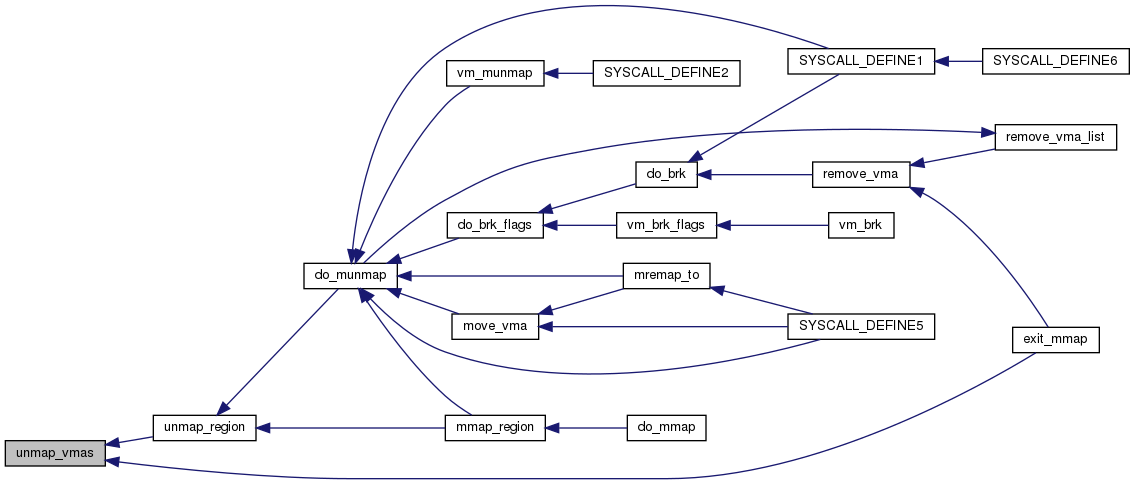 SYSCALL_DEFINE1
SYSCALL_DEFINE6
vm_munmap
SYSCALL_DEFINE2
remove_vma_list
do_brk
remove_vma
do_brk_flags
vm_brk_flags
vm_brk
do_munmap
mremap_to
move_vma
SYSCALL_DEFINE5
exit_mmap
unmap_region
mmap_region
do_mmap
unmap_vmas